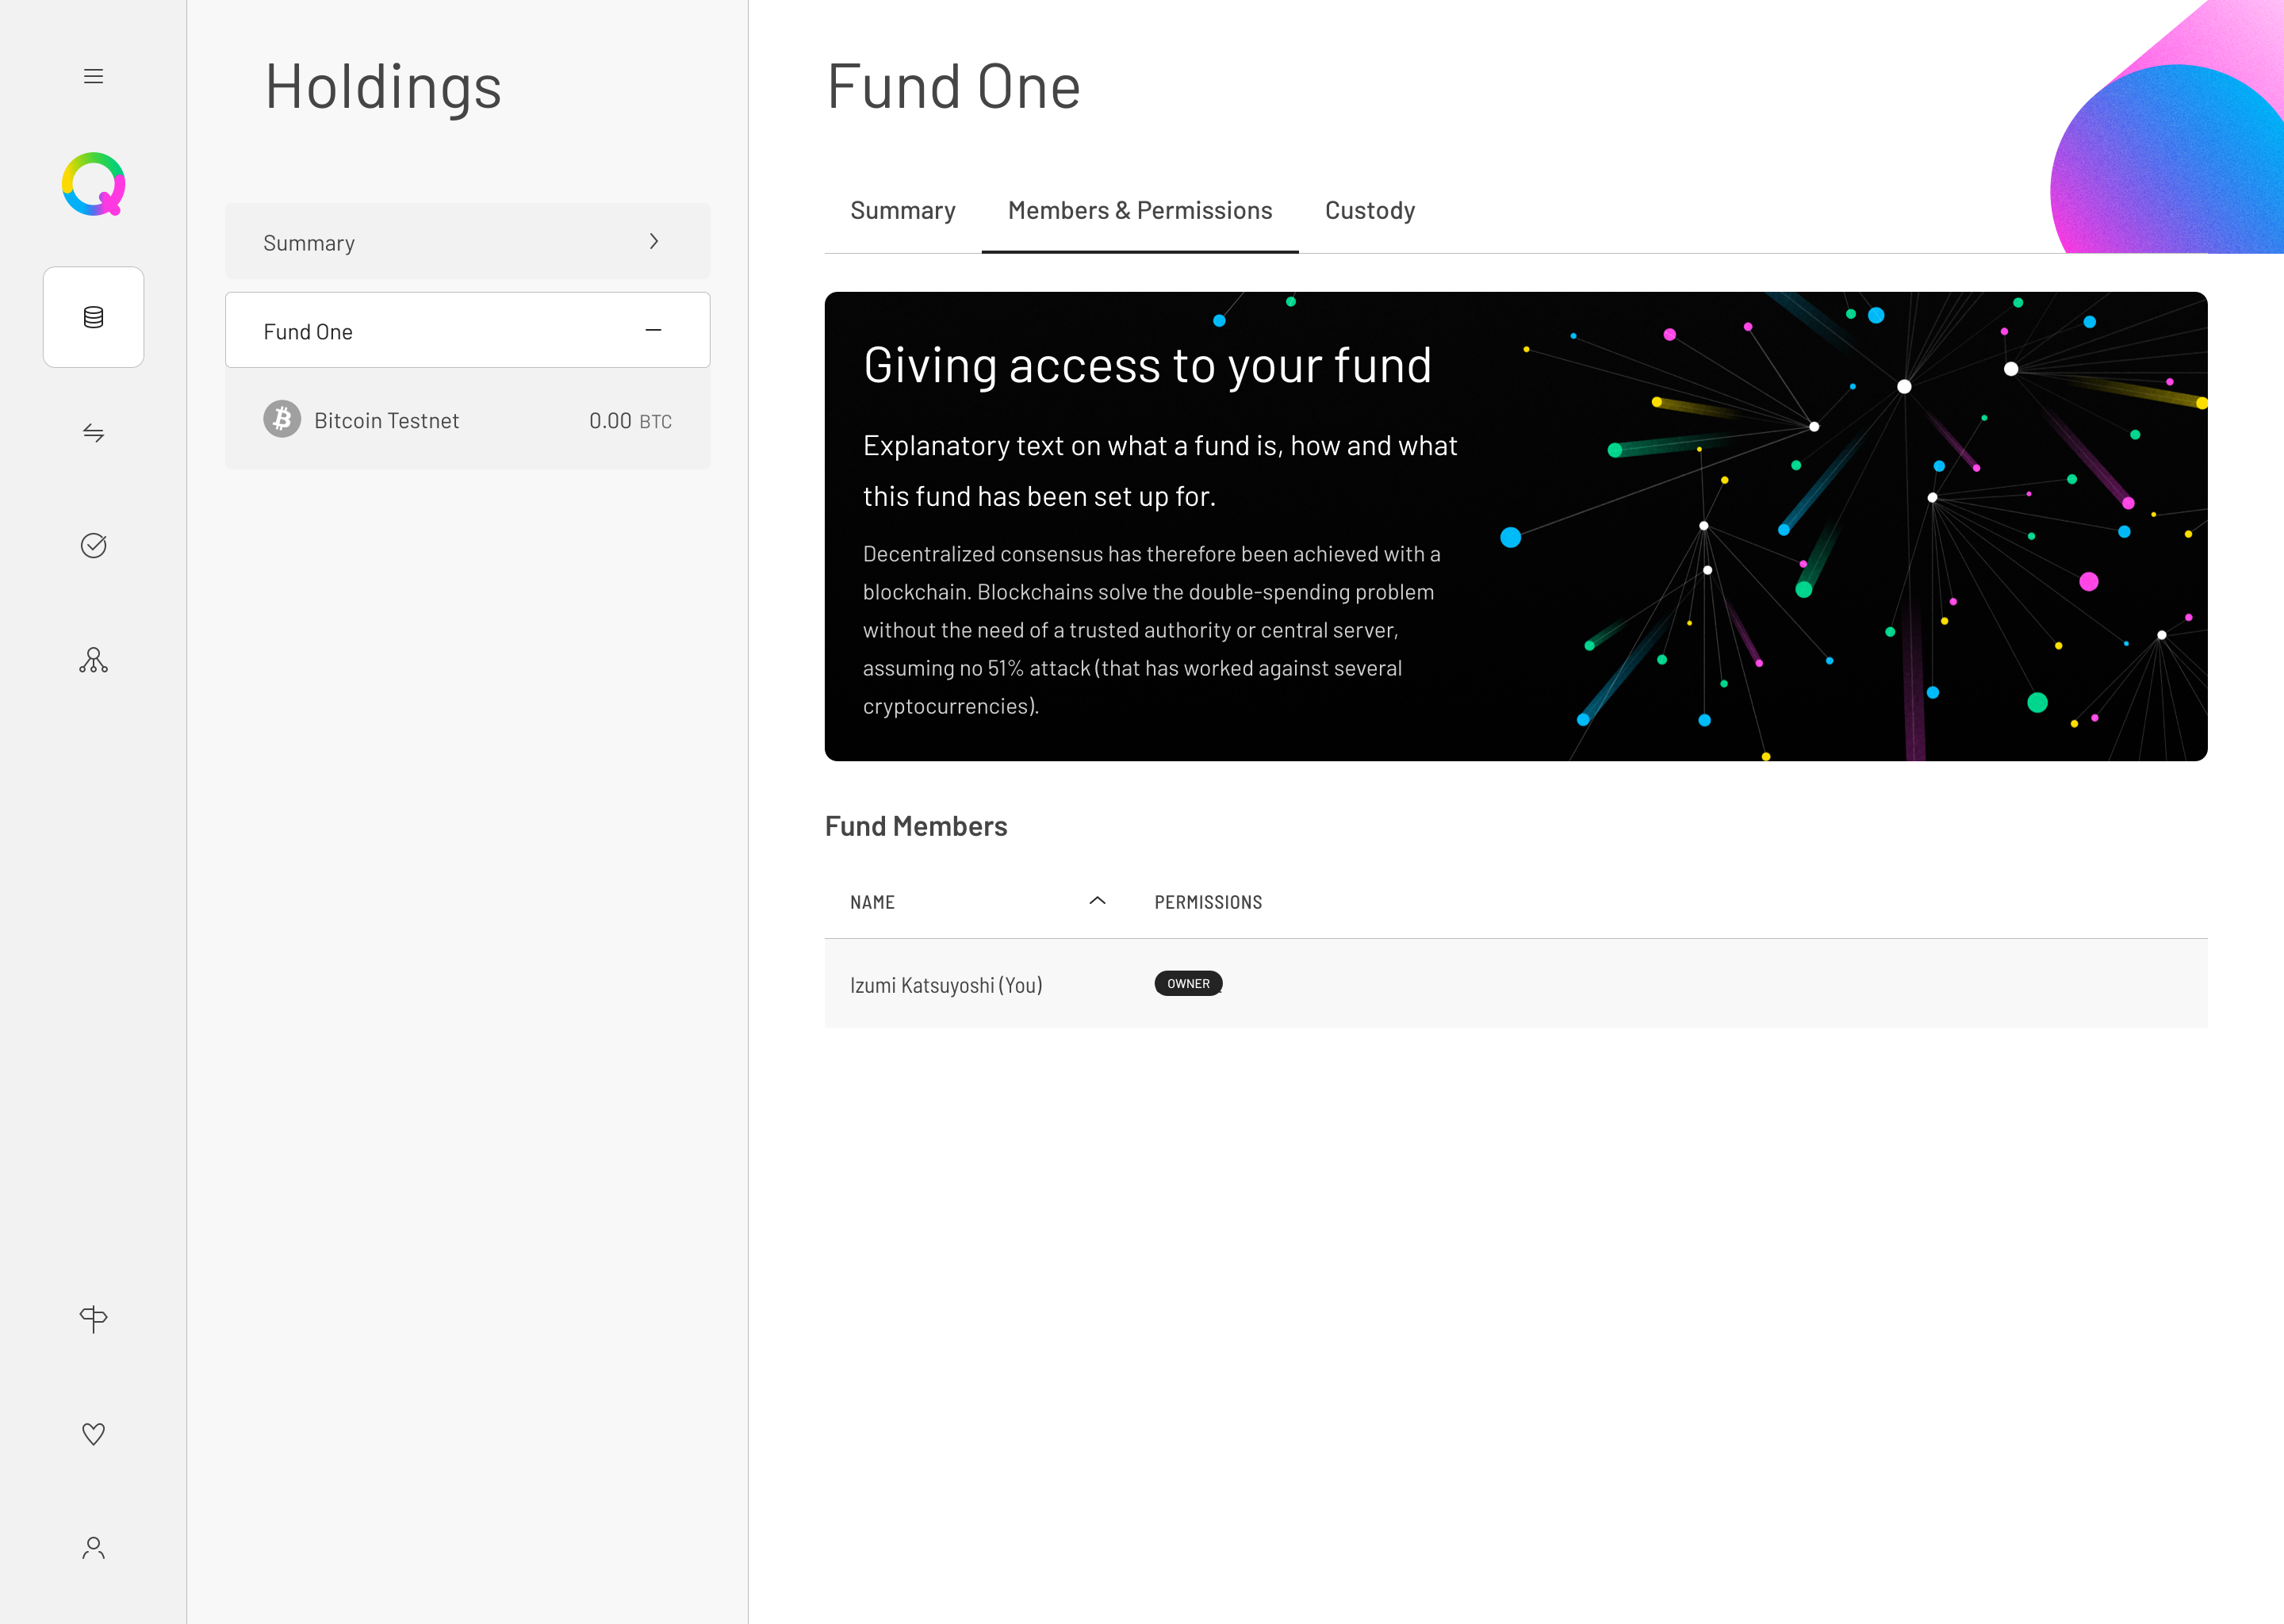 Holdings
Summary
Fund One
Bitcoin Testnet 0.00 BTC
Fund One
Summary Members & Permissions Custody
Giving access to your fund
Explanatory text on what a fund is, how and what
this fund has been set up for.
Decentralized consensus has therefore been achieved with a
blockchain. Blockchains solve the double-spending problem
without the need of a trusted authority or central server,
assuming no 51% attack (that has worked against several
cryptocurrencies).
Fund Members
NAME PERMISSIONS
Izumi Katsuyoshi (You) OWNER